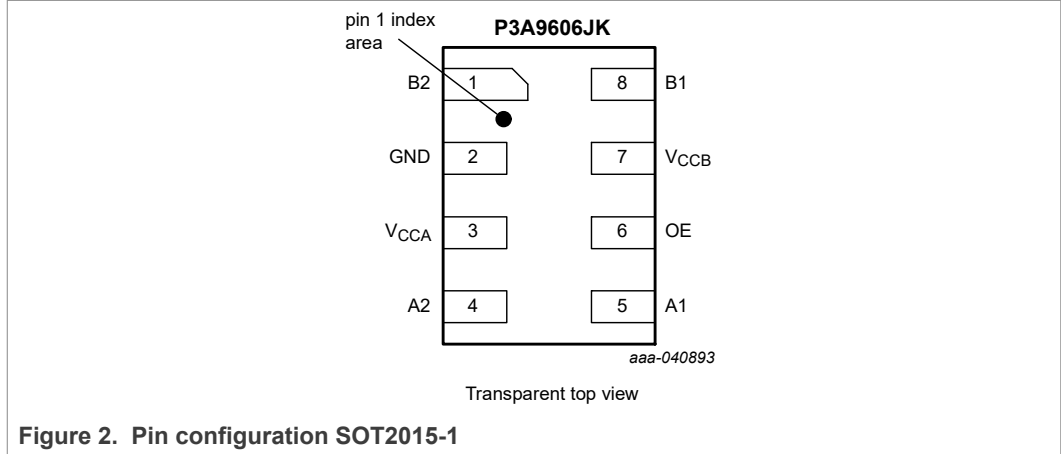 pin 1 index
area
P3A9606JK
B2 1 8 B1
GND 2 7 VCCB
VCCA 3 6 OE
A2 4 5 A1
aaa-040893
Transparent top view
Figure 2. Pin configuration SOT2015-1